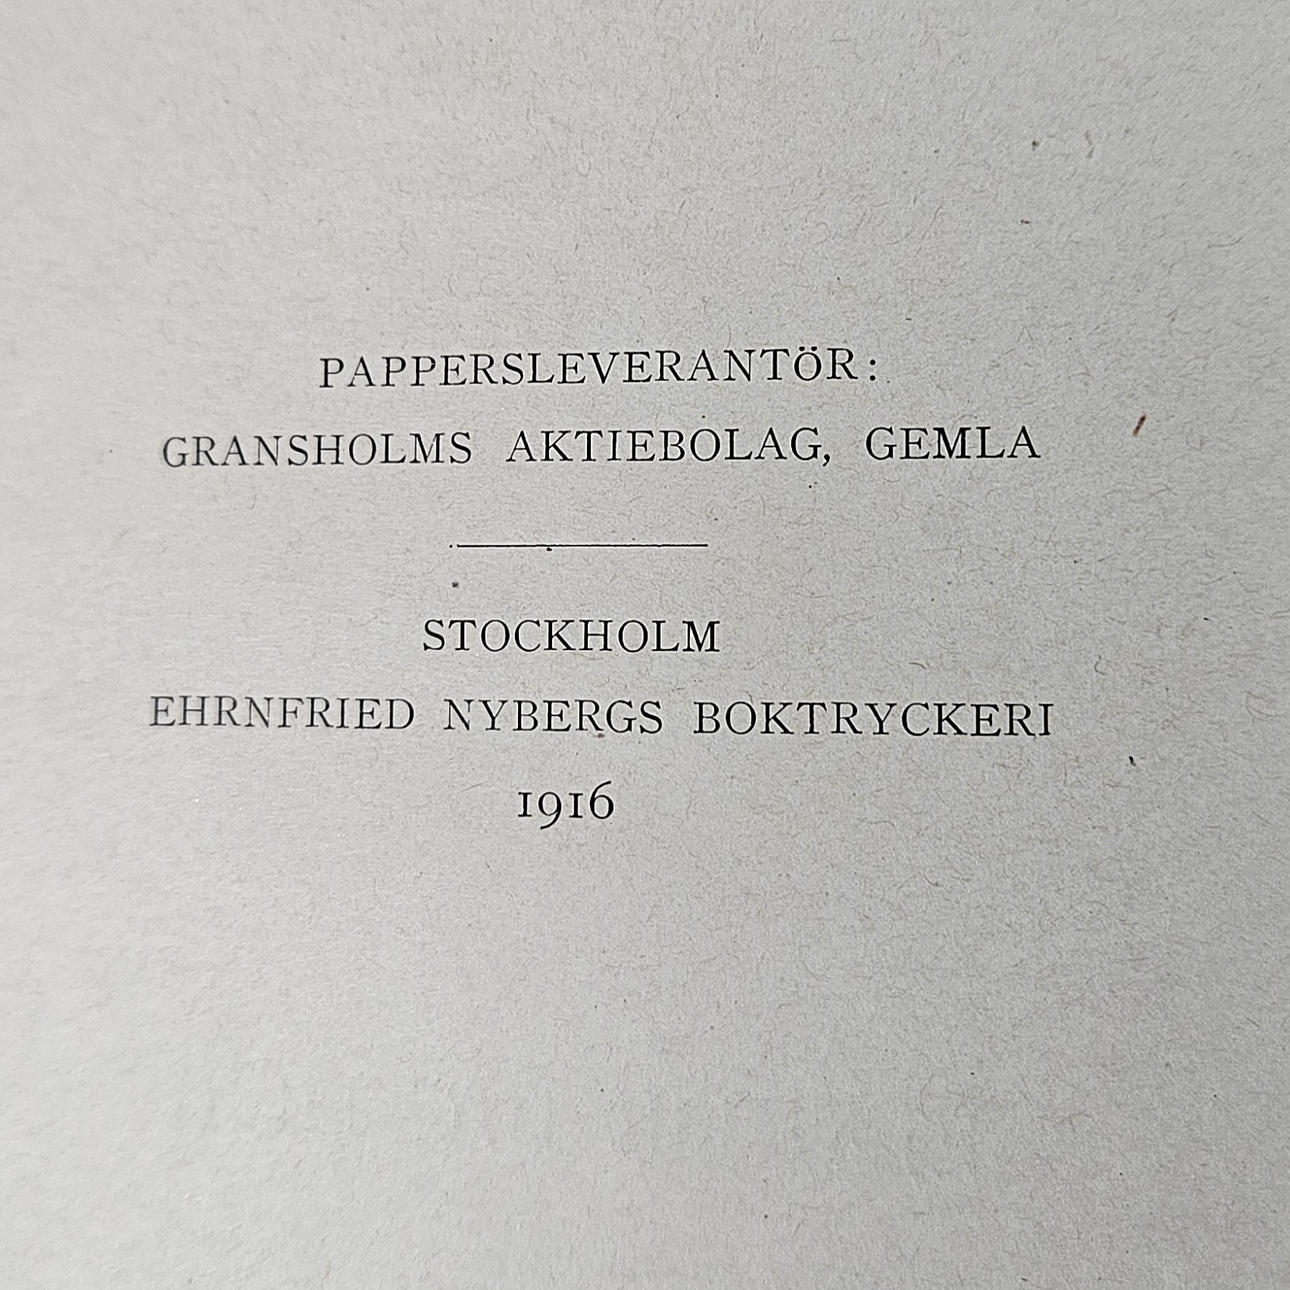 PAPPERSLEVERANTÖR:
GRANSHOLMS AKTIEBOLAG, GEMLA
STOCKHOLM
EHRNFRIED NYBERGS BOKTRYCKERI
1916